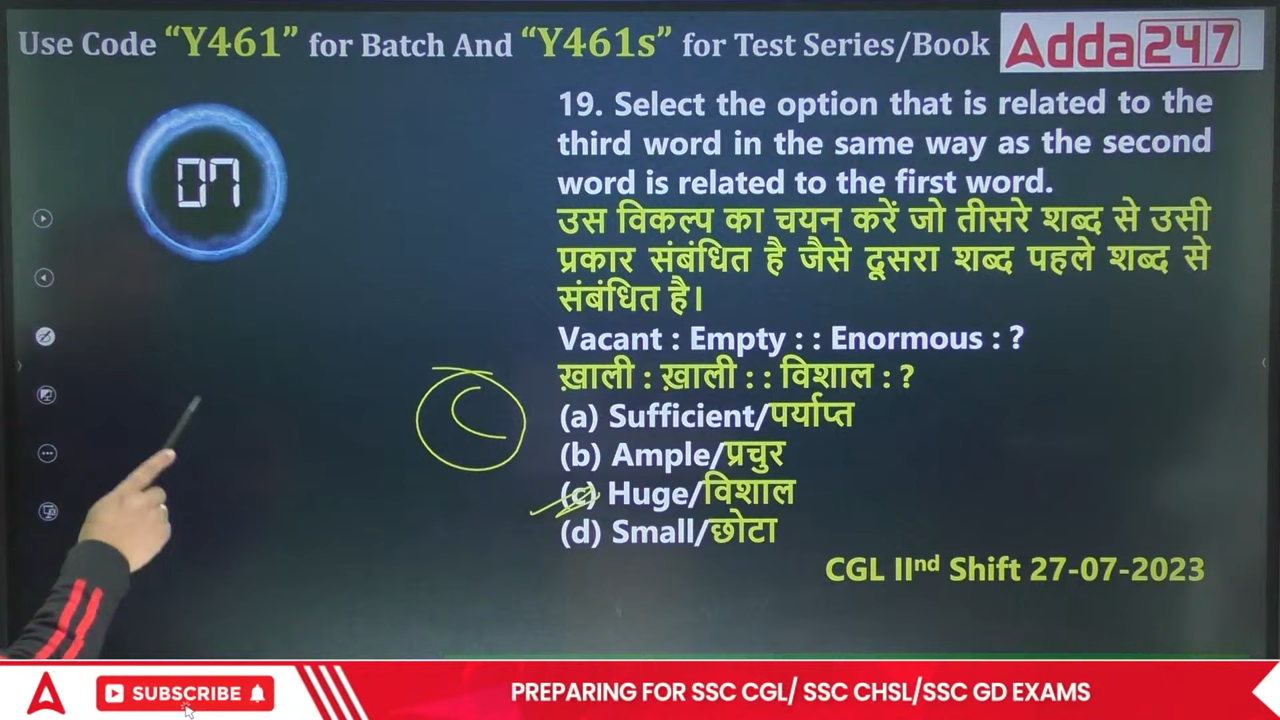 Use Code “Y461” for Batch And “Y461s” for Test Series/Book
Adda247
07
19. Select the option that is related to the
third word in the same way as the second
word is related to the first word.
उस विकल्प का चयन करें जो तीसरे शब्द से उसी
प्रकार संबंधित है जैसे दूसरा शब्द पहले शब्द से
संबंधित है।
Vacant : Empty : : Enormous : ?
ख़ाली : ख़ाली : : विशाल : ?
(a) Sufficient/पर्याप्त
(b) Ample/प्रचुर
(c) Huge/विशाल
(d) Small/छोटा
C
CGL IInd Shift 27-07-2023
SUBSCRIBE
PREPARING FOR SSC CGL/ SSC CHSL/SSC GD EXAMS